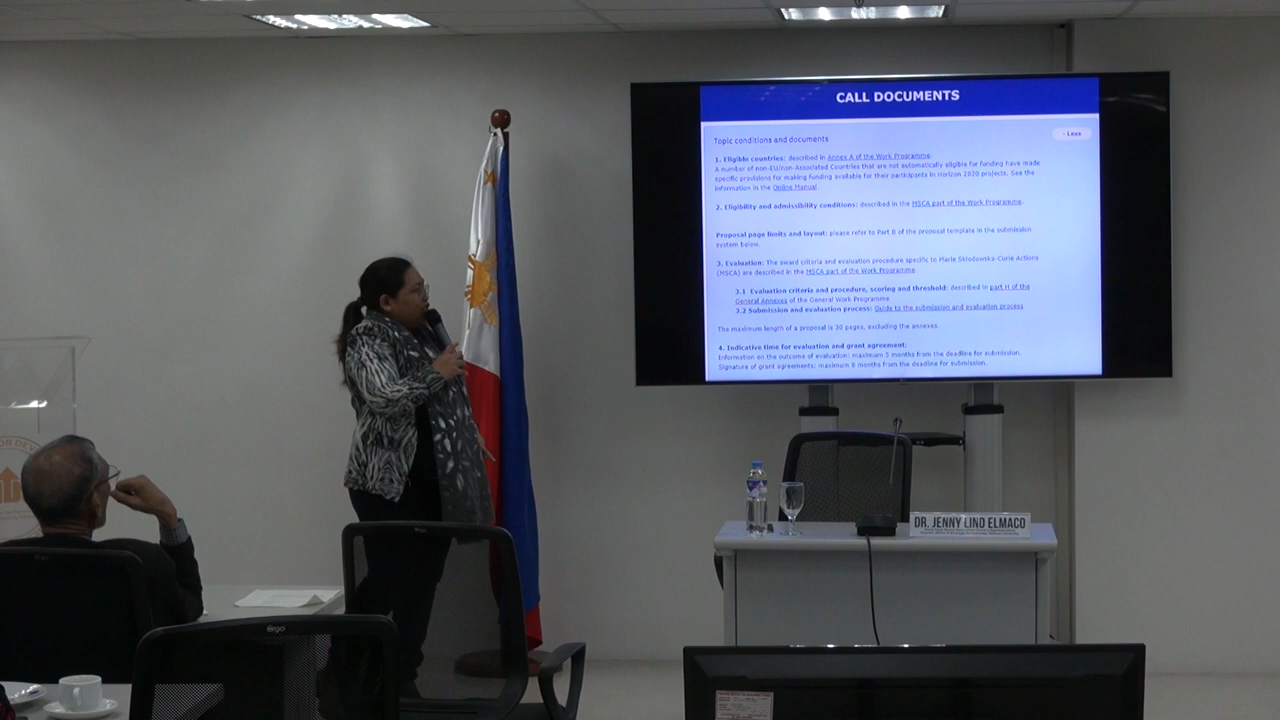 CALL DOCUMENTS
Topic conditions and documents
- Less
1. Eligible countries: described in Annex A of the Work Programme.
A number of non-EU/non-Associated Countries that are not automatically eligible for funding have made
specific provisions for making funding available for their participants in Horizon 2020 projects. See the
information in the Online Manual.
2. Eligibility and admissibility conditions: described in the MSCA part of the Work Programme.
Proposal page limits and layout: please refer to Part B of the proposal template in the submission
system below.
3. Evaluation: The award criteria and evaluation procedure specific to Marie Skłodowska-Curie Actions
(MSCA) are described in the MSCA part of the Work Programme
3.1 Evaluation criteria and procedure, scoring and threshold: described in part H of the
General Annexes of the General Work Programme
3.2 Submission and evaluation process: Guide to the submission and evaluation process
The maximum length of a proposal is 30 pages, excluding the annexes.
4. Indicative time for evaluation and grant agreement:
Information on the outcome of evaluation: maximum 5 months from the deadline for submission.
Signature of grant agreements: maximum 8 months from the deadline for submission.
OR DEV
DR. JENNY LIND ELMACO
ergo